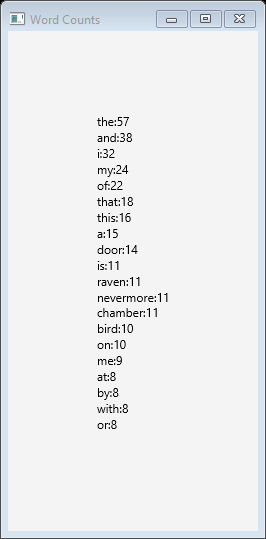 Word Counts
the:57
and:38
i:32
my:24
of:22
that:18
this:16
a:15
door:14
is:11
raven:11
nevermore:11
chamber:11
bird:10
on:10
me:9
at:8
by:8
with:8
or:8